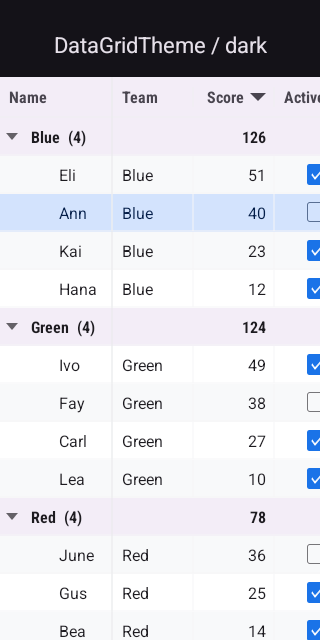 DataGridTheme / dark
Name Team Score Active
Blue (4) 126
Eli Blue 51
Ann Blue 40
Kai Blue 23
Hana Blue 12
Green (4) 124
Ivo Green 49
Fay Green 38
Carl Green 27
Lea Green 10
Red (4) 78
June Red 36
Gus Red 25
Bea Red 14